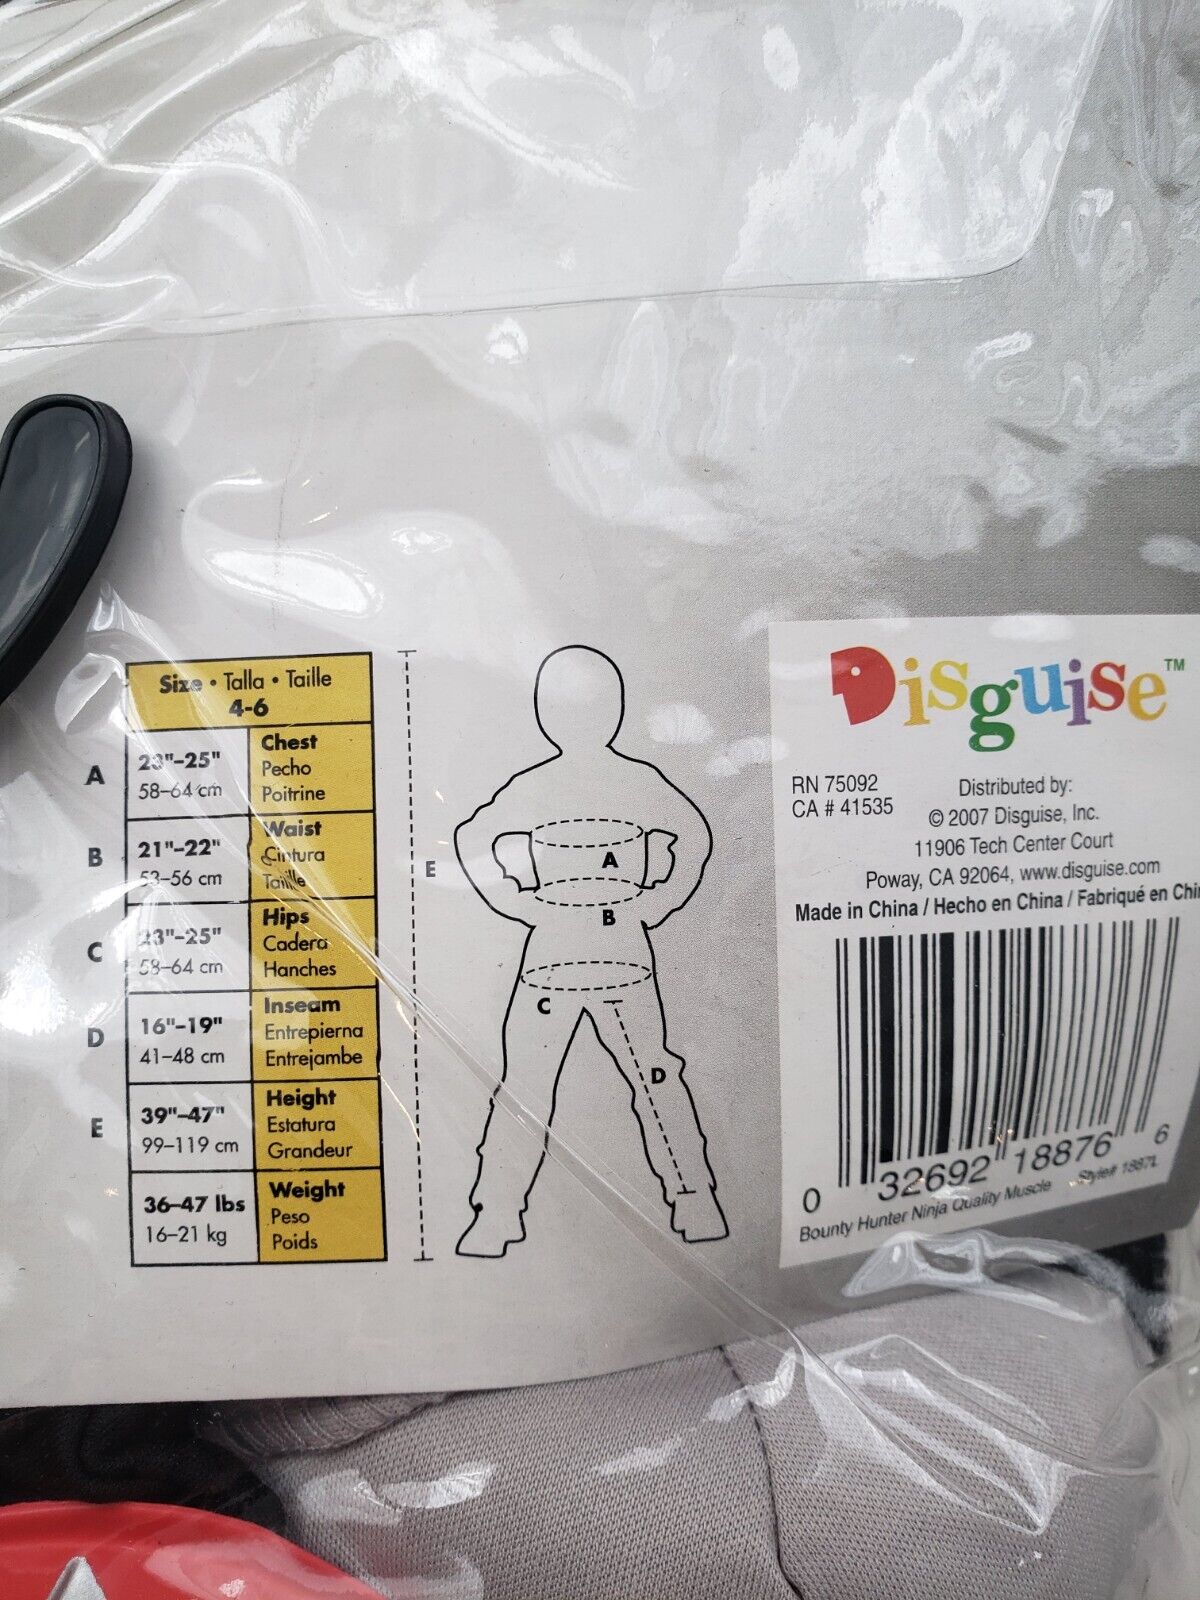 Size • Talla • Taille
4-6
A
23"-25"
58-64 cm
Chest
Pecho
Poitrine
B
21"-22"
53-56 cm
Waist
Cintura
Taille
C
23"-25"
58-64 cm
Hips
Cadera
Hanches
D
16"-19"
41-48 cm
Inseam
Entrepierna
Entrejambe
E
39"-47"
99-119 cm
Height
Estatura
Grandeur
36-47 lbs
16-21 kg
Weight
Peso
Poids
E
A
B
C
D
Disguise™
RN 75092
CA # 41535
Distributed by:
© 2007 Disguise, Inc.
11906 Tech Center Court
Poway, CA 92064, www.disguise.com
Made in China / Hecho en China / Fabriqué en Chi
0 32692 18876 6
Bounty Hunter Ninja Quality Muscle Style# 1887L